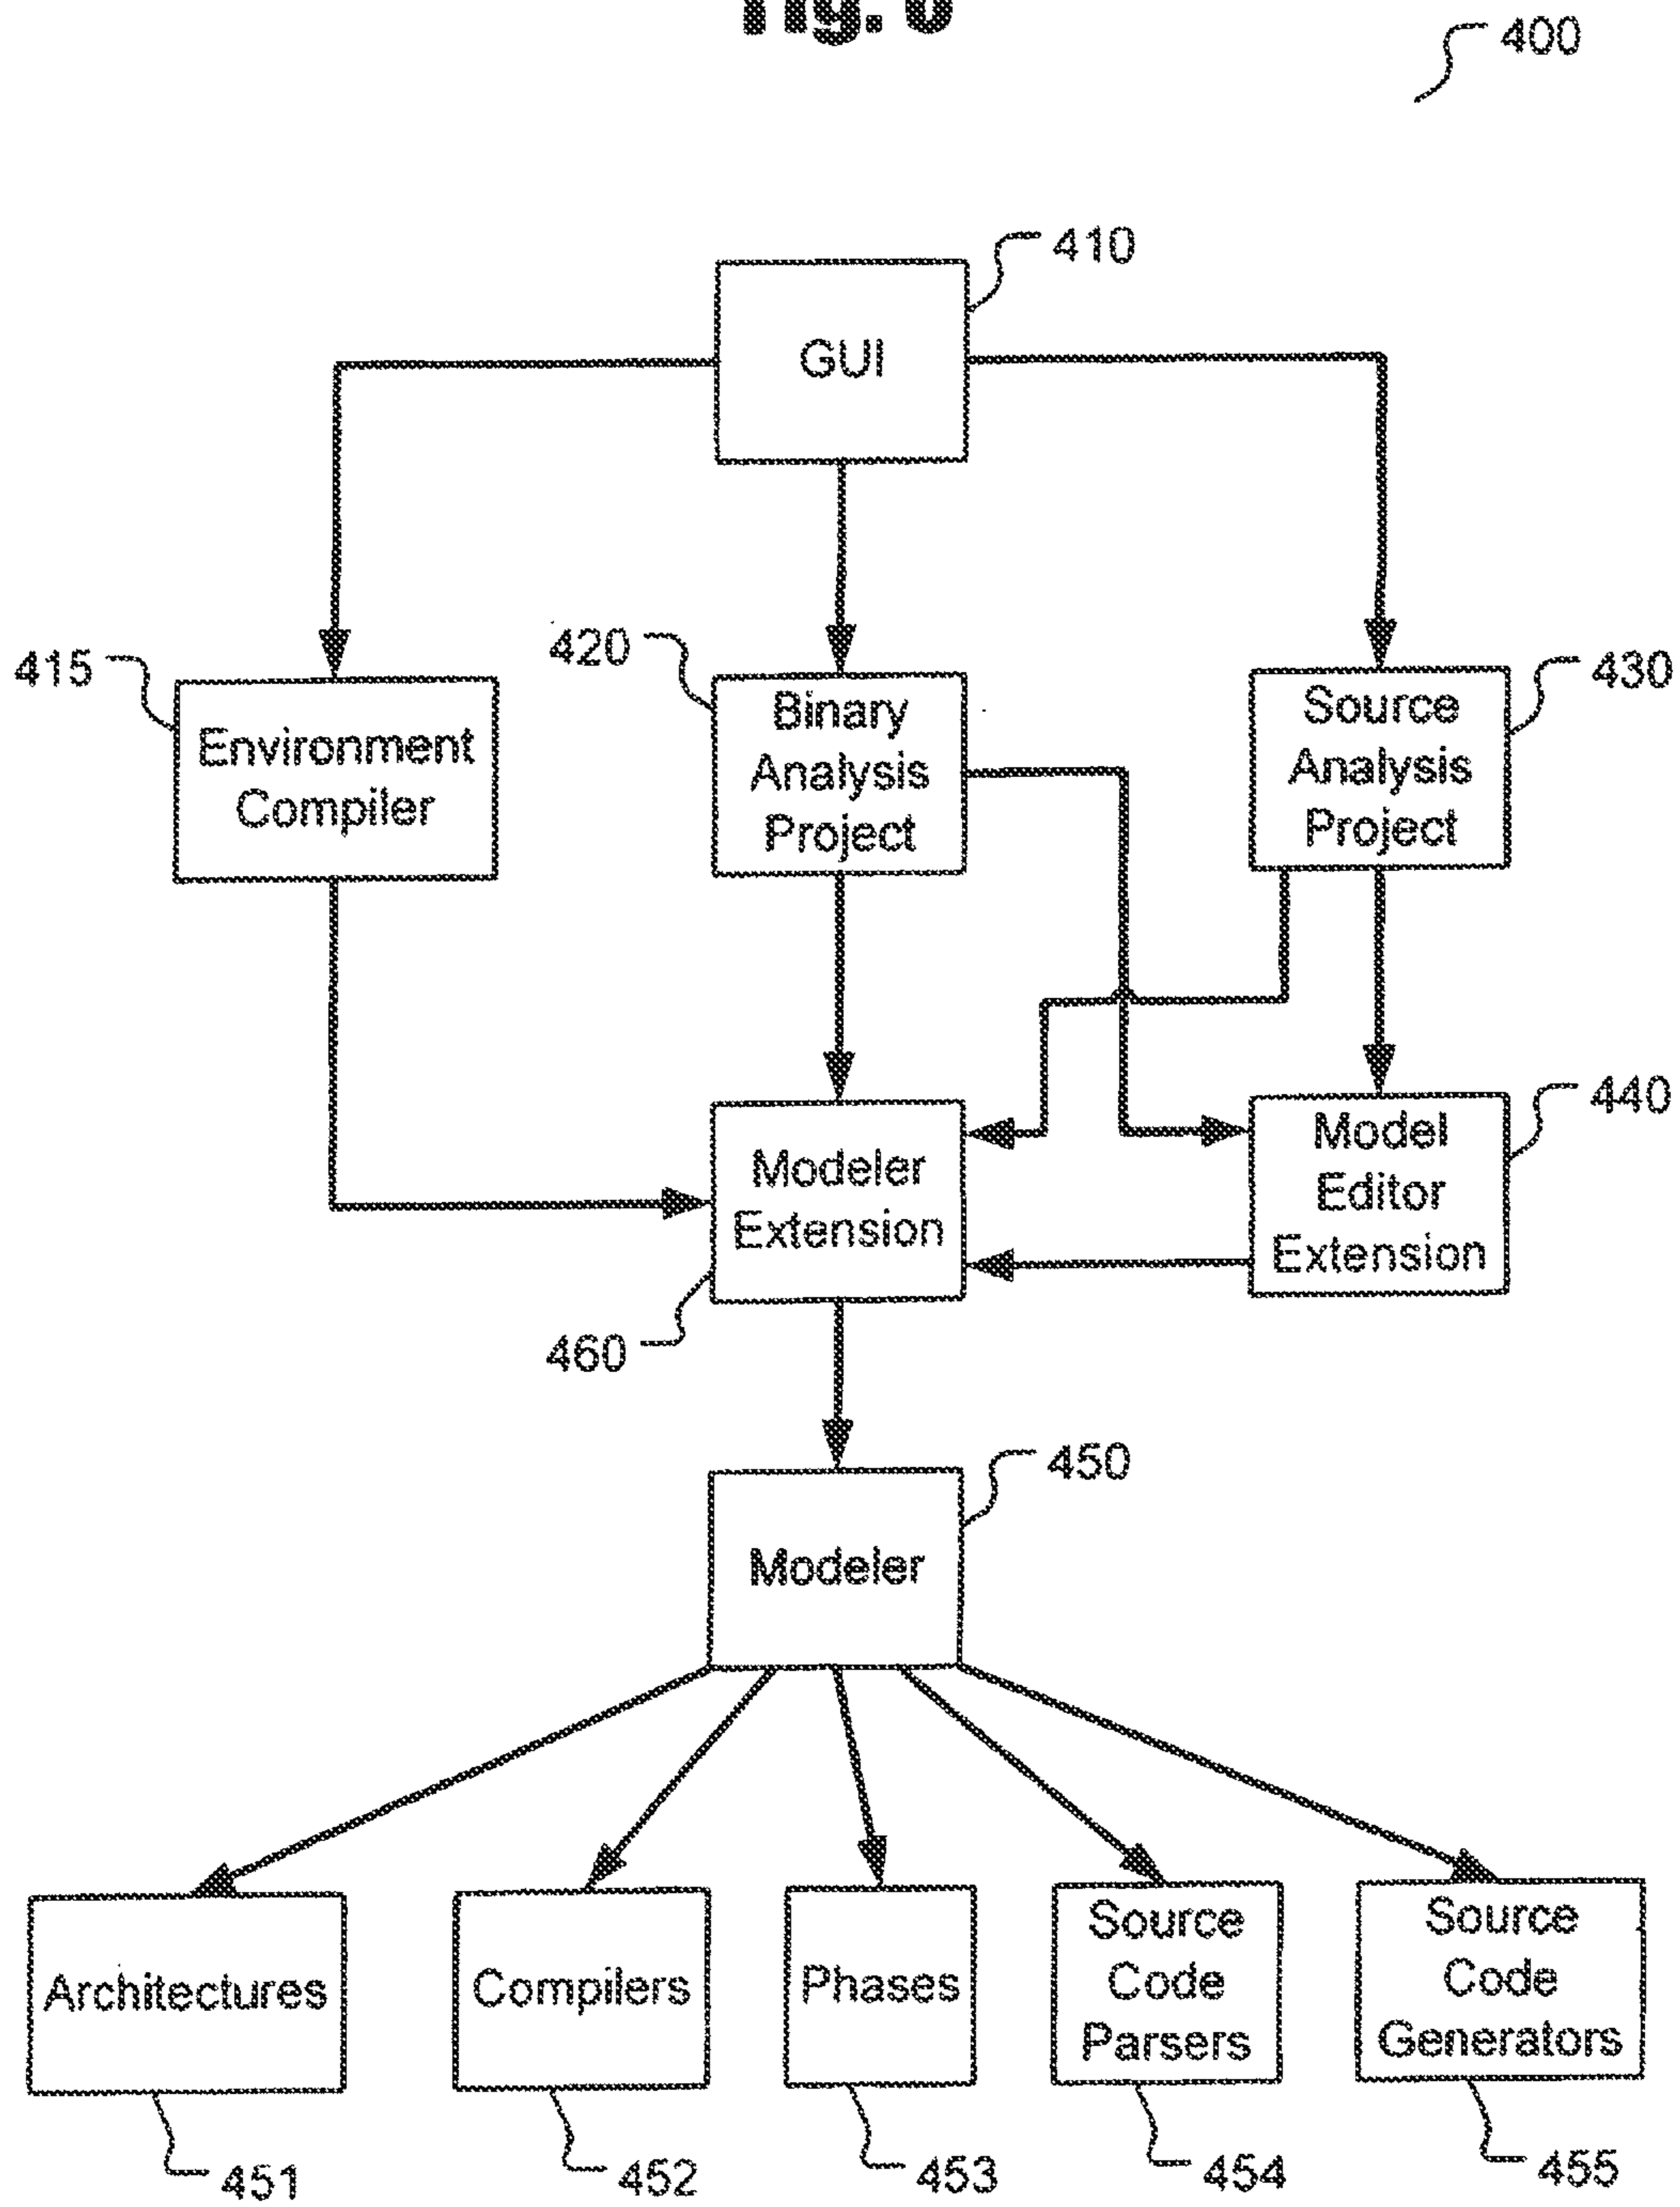 400
410
GUI
415
420
430
Environment
Compiler
Binary
Analysis
Project
Source
Analysis
Project
440
Modeler
Extension
Model
Editor
Extension
460
450
Modeler
Architectures
Compilers
Phases
Source
Code
Parsers
Source
Code
Generators
451
452
453
454
455